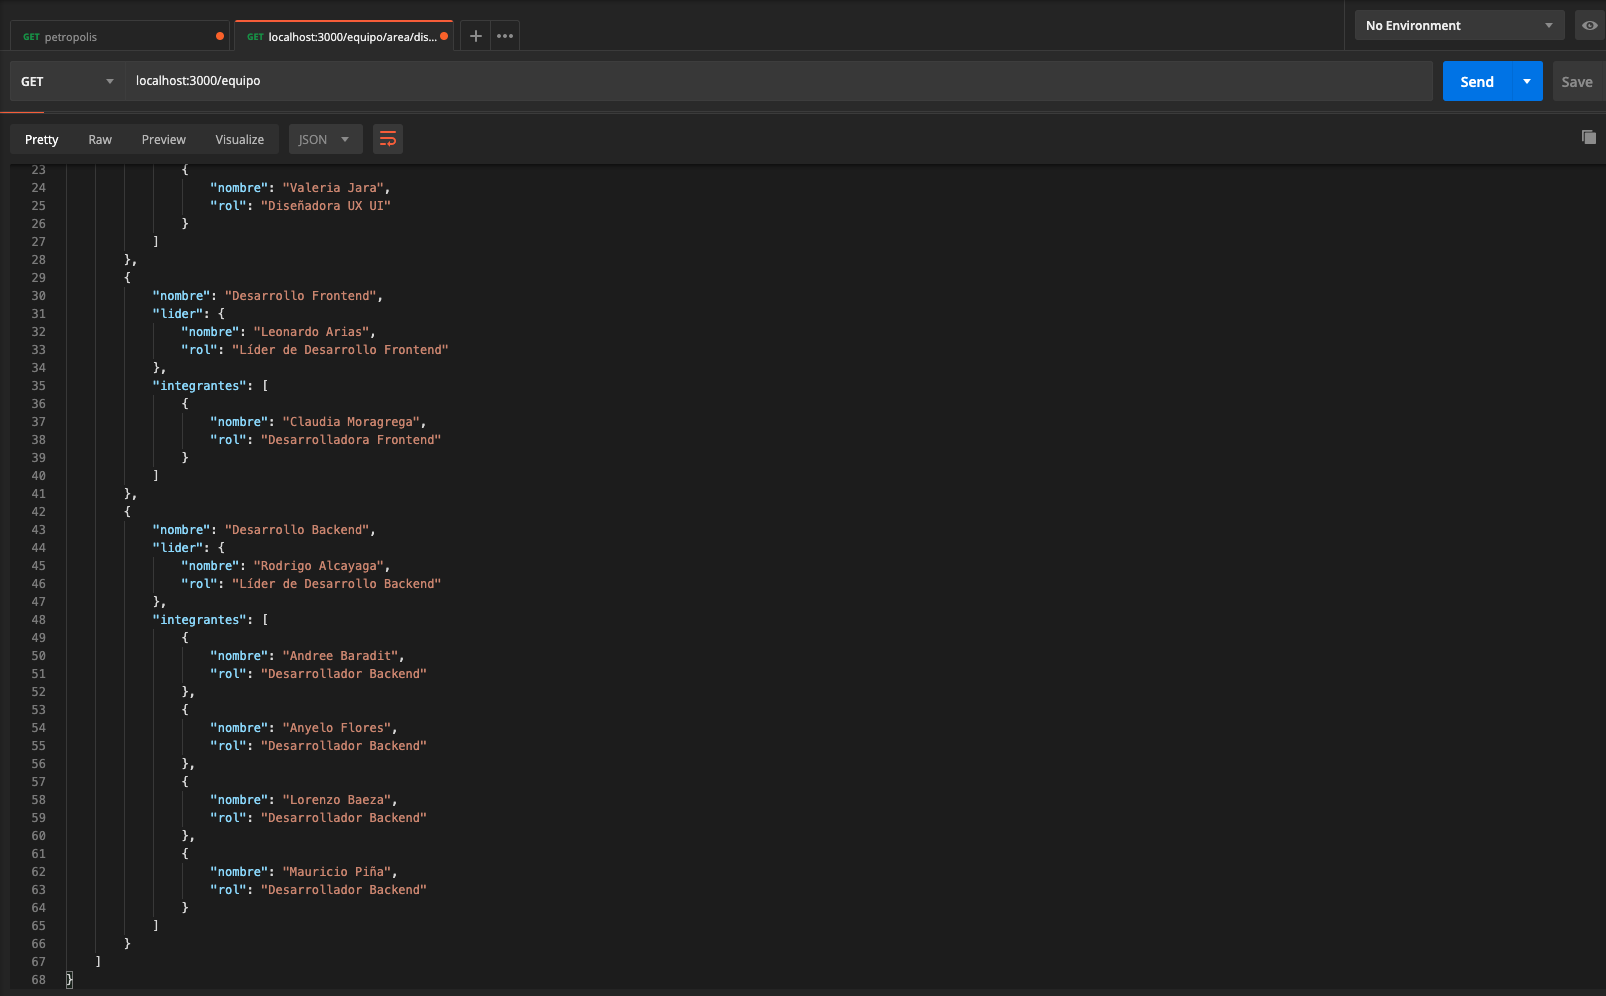 GET petropolis
GET localhost:3000/equipo/area/dis...
No Environment
GET
localhost:3000/equipo
Send
Save
Pretty Raw Preview Visualize JSON
23 {
24 "nombre": "Valeria Jara",
25 "rol": "Diseñadora UX UI"
26 }
27 ]
28 },
29 {
30 "nombre": "Desarrollo Frontend",
31 "lider": {
32 "nombre": "Leonardo Arias",
33 "rol": "Líder de Desarrollo Frontend"
34 },
35 "integrantes": [
36 {
37 "nombre": "Claudia Moragrega",
38 "rol": "Desarrolladora Frontend"
39 }
40 ]
41 },
42 {
43 "nombre": "Desarrollo Backend",
44 "lider": {
45 "nombre": "Rodrigo Alcayaga",
46 "rol": "Líder de Desarrollo Backend"
47 },
48 "integrantes": [
49 {
50 "nombre": "Andree Baradit",
51 "rol": "Desarrollador Backend"
52 },
53 {
54 "nombre": "Anyelo Flores",
55 "rol": "Desarrollador Backend"
56 },
57 {
58 "nombre": "Lorenzo Baeza",
59 "rol": "Desarrollador Backend"
60 },
61 {
62 "nombre": "Mauricio Piña",
63 "rol": "Desarrollador Backend"
64 }
65 ]
66 }
67 ]
68 }